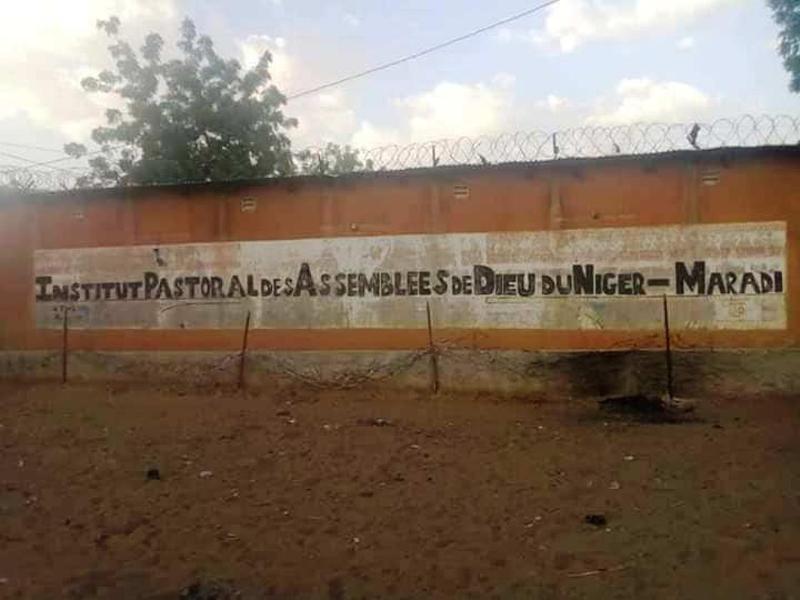 INSTITUT PASTORAL DES ASSEMBLEES DE DIEU DU NIGER - MARADI